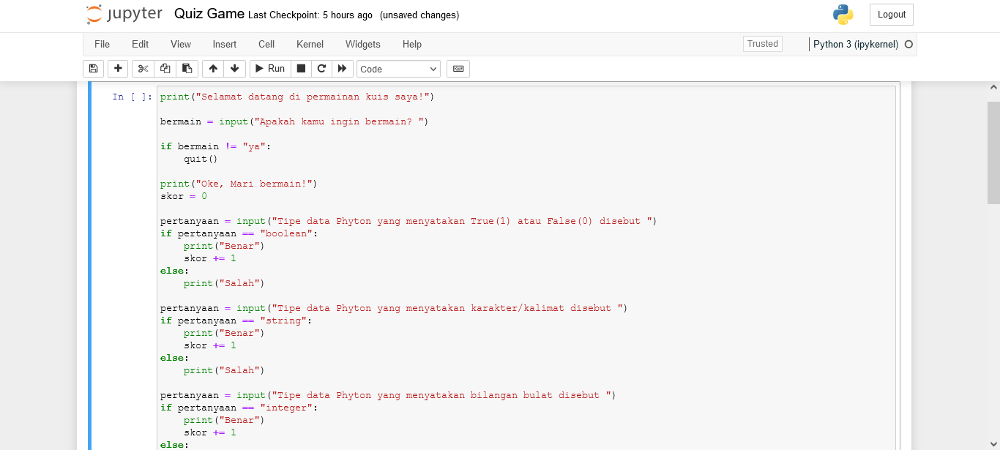 jupyter Quiz Game Last Checkpoint: 5 hours ago (unsaved changes)
Logout
File Edit View Insert Cell Kernel Widgets Help
Trusted
Python 3 (ipykernel)
Run
Code
In [ ]:
print("Selamat datang di permainan kuis saya!")
bermain = input("Apakah kamu ingin bermain? ")
if bermain != "ya":
    quit()
print("Oke, Mari bermain!")
skor = 0
pertanyaan = input("Tipe data Phyton yang menyatakan True(1) atau False(0) disebut ")
if pertanyaan == "boolean":
    print("Benar")
    skor += 1
else:
    print("Salah")
pertanyaan = input("Tipe data Phyton yang menyatakan karakter/kalimat disebut ")
if pertanyaan == "string":
    print("Benar")
    skor += 1
else:
    print("Salah")
pertanyaan = input("Tipe data Phyton yang menyatakan bilangan bulat disebut ")
if pertanyaan == "integer":
    print("Benar")
    skor += 1
else: